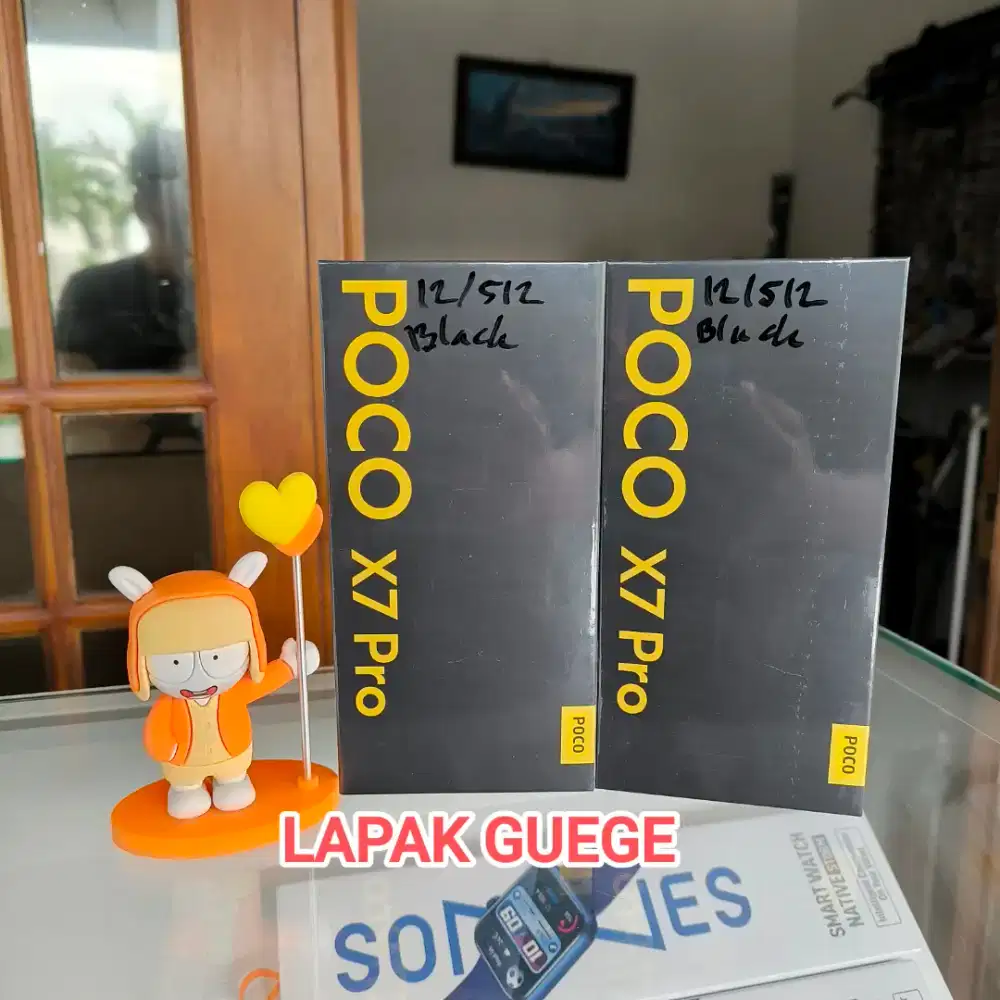 12/512
Black
POCO X7 Pro
POCO
12/512
Black
POCO X7 Pro
POCO
LAPAK GUEGE
SMART WATCH